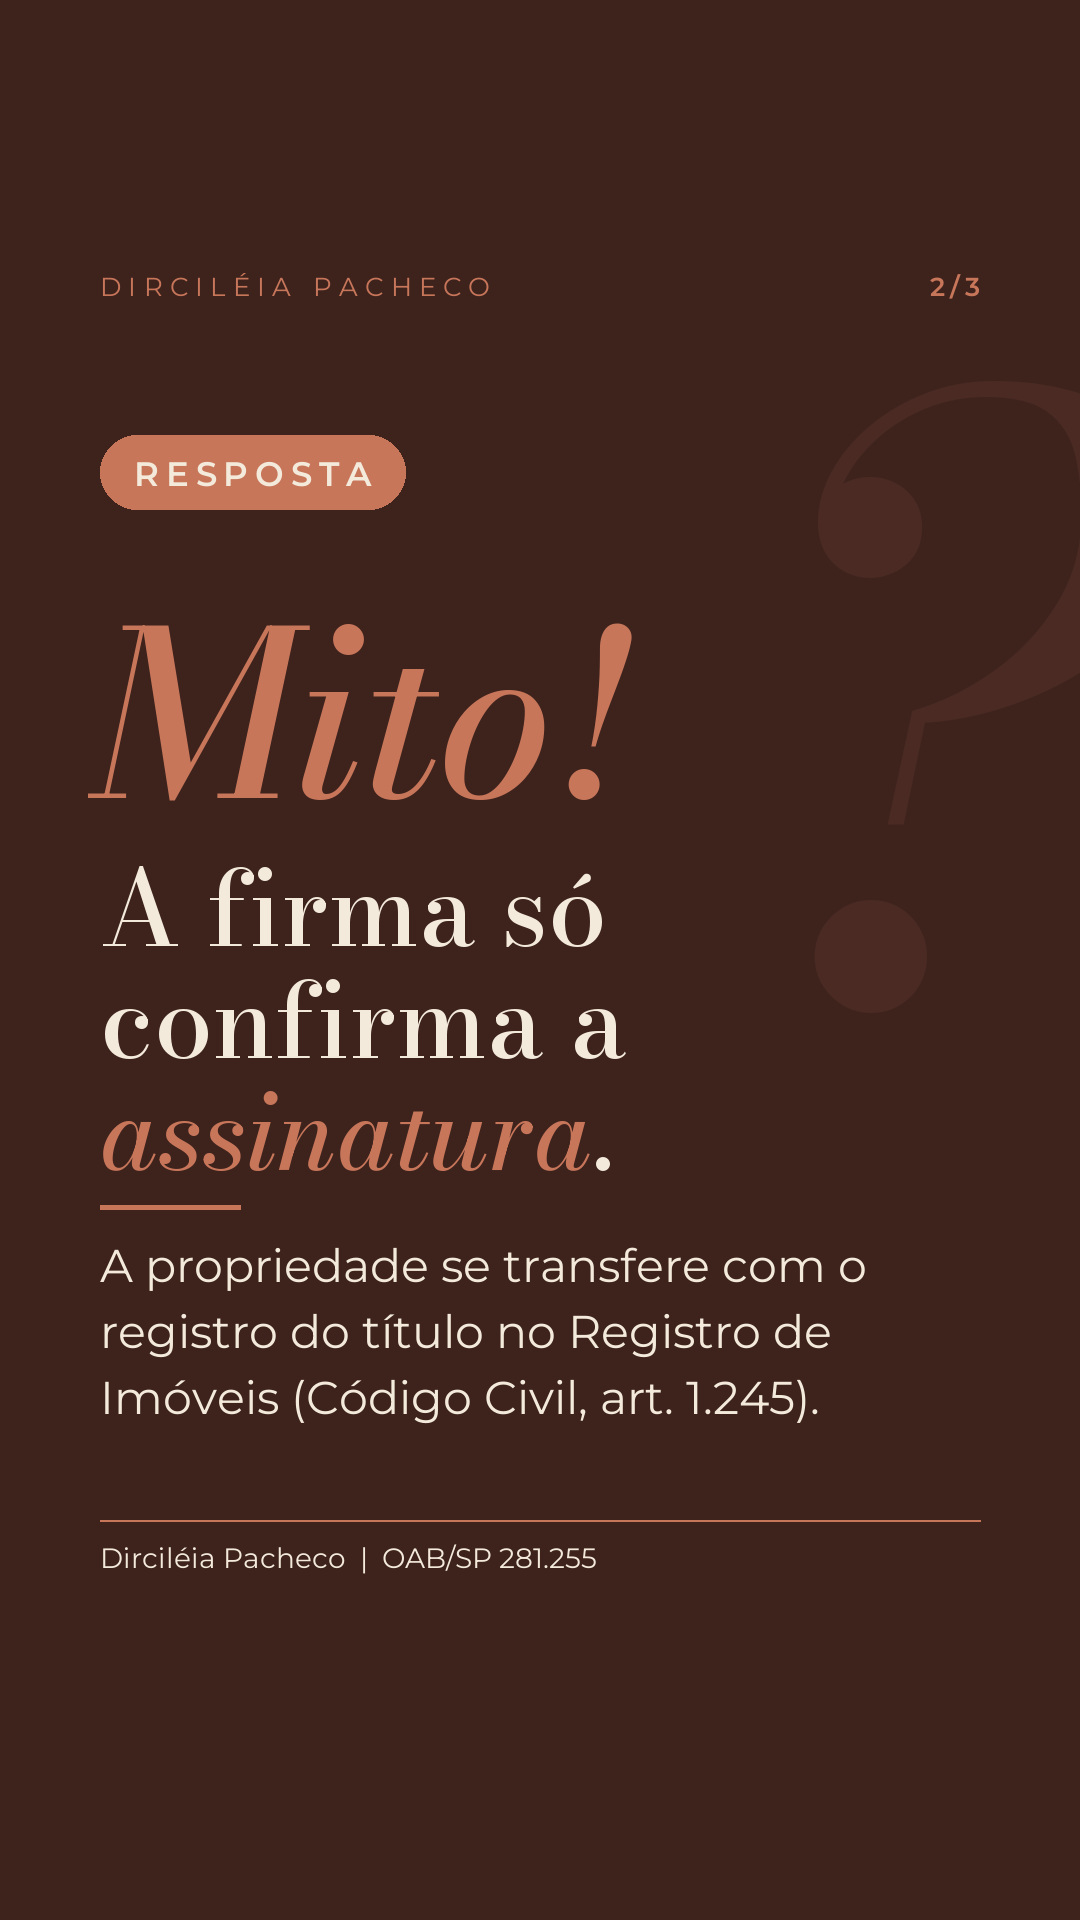 DIRCILÉIA PACHECO
2/3
RESPOSTA
Mito!
A firma só
confirma a
assinatura.
A propriedade se transfere com o
registro do título no Registro de
Imóveis (Código Civil, art. 1.245).
Dirciléia Pacheco | OAB/SP 281.255
?